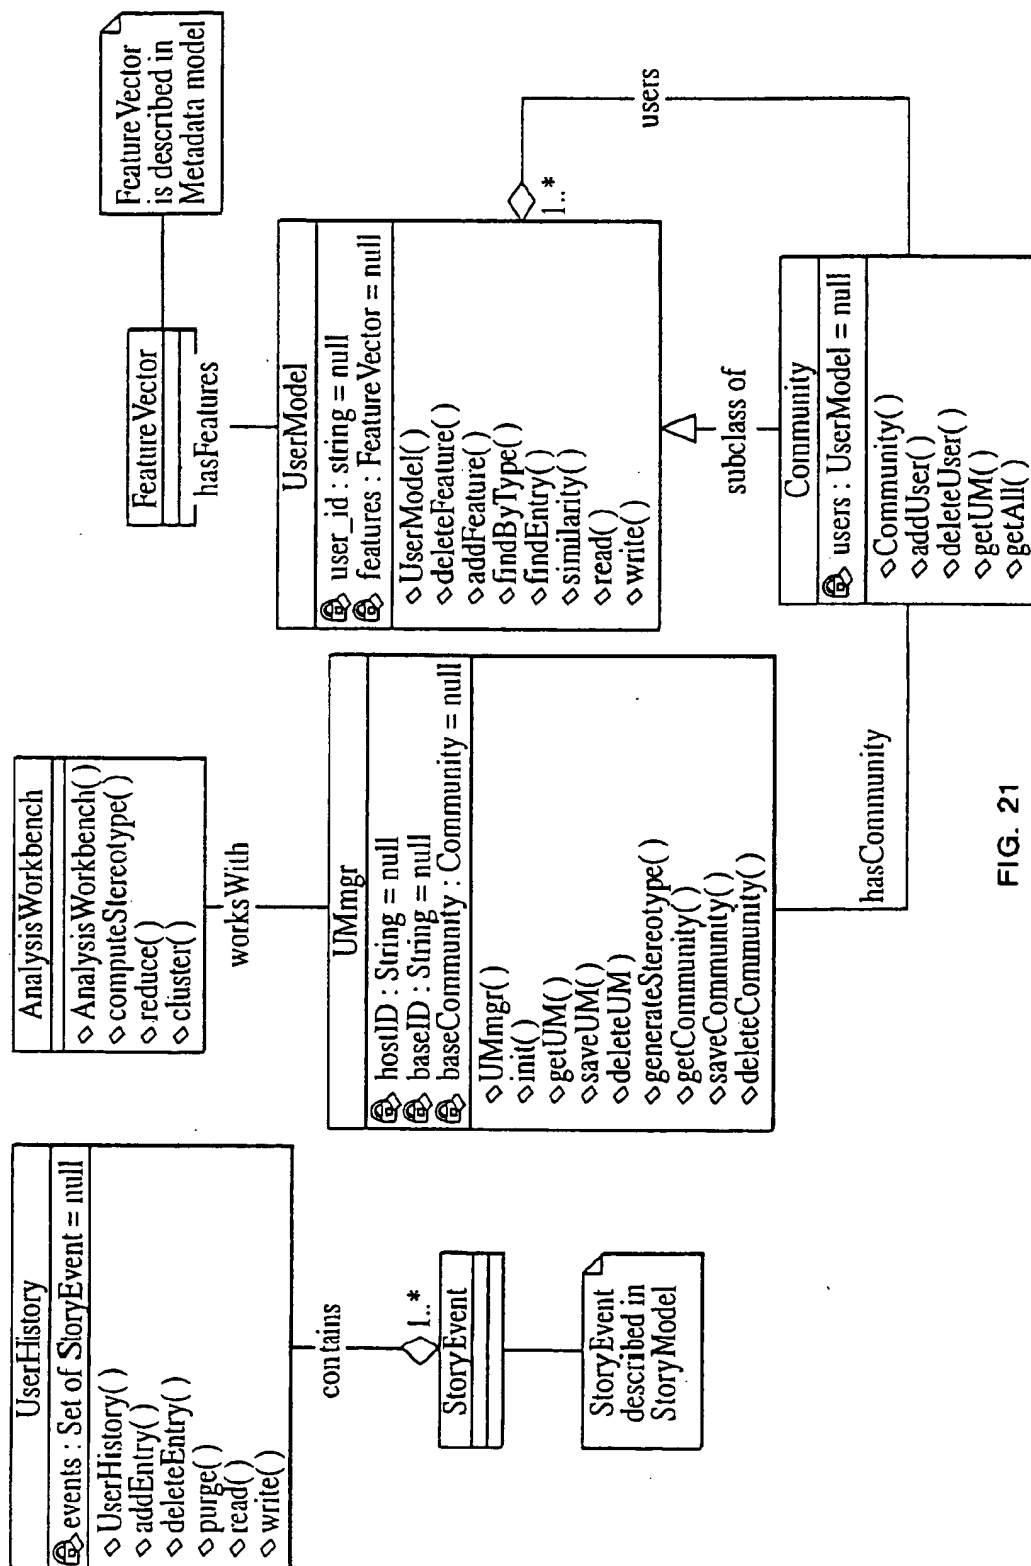 UserHistory
events : Set of StoryEvent = null
UserHistory( )
addEntry( )
deleteEntry( )
purge( )
read( )
write( )
contains
1..*
StoryEvent
StoryEvent
described in
StoryModel
AnalysisWorkbench
AnalysisWorkbench( )
computeStereotype( )
reduce( )
cluster( )
worksWith
UMmgr
hostID : String = null
baseID : String = null
baseCommunity : Community = null
UMmgr( )
init( )
getUM( )
saveUM( )
deleteUM )
generateStereotype( )
getCommunity( )
saveCommunity( )
deleteCommunity( )
hasCommunity
FeatureVector
hasFeatures
FeatureVector
is described in
Metadata model
UserModel
user_id : string = null
features : FeatureVector = null
UserModel( )
deleteFeature( )
addFeature( )
findByType( )
findEntry( )
similarity( )
read( )
write( )
1..*
users
subclass of
Community
users : UserModel = null
Community( )
addUser( )
deleteUser( )
getUM( )
getAll( )
FIG. 21